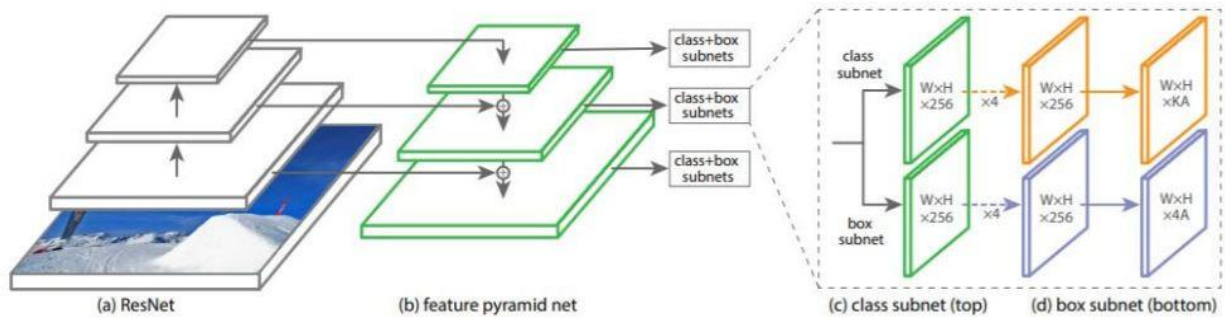 class+box
subnets
class+box
subnets
class+box
subnets
class
subnet
W×H
×256
×4
W×H
×256
W×H
×KA
W×H
×256
×4
W×H
×256
W×H
×4A
box
subnet
(a) ResNet
(b) feature pyramid net
(c) class subnet (top)
(d) box subnet (bottom)